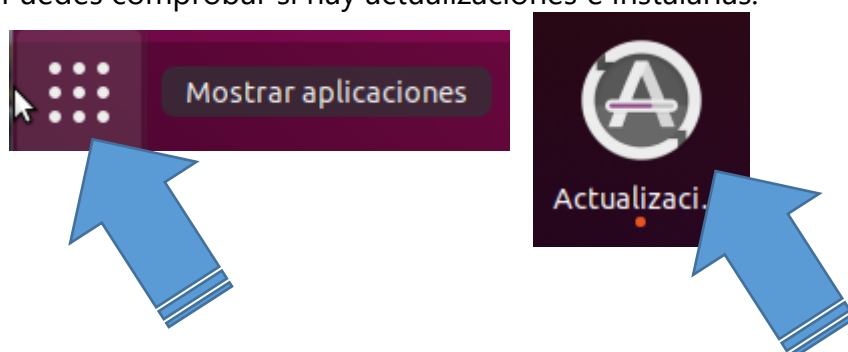 Puedes comprobar si hay actualizaciones e instalarlas.
Mostrar aplicaciones
Actualizaci...